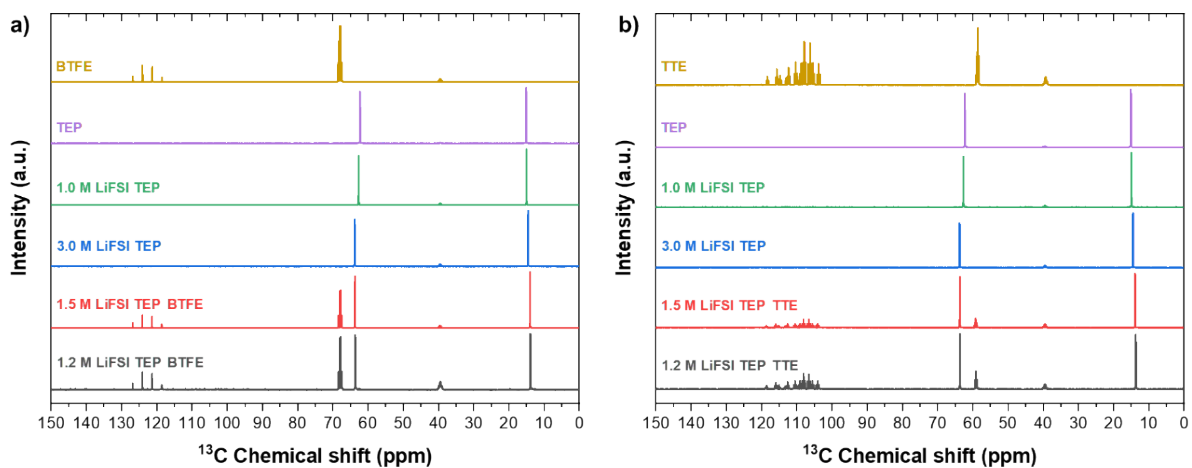 a)
Intensity (a.u.)
BTFE
TEP
1.0 M LiFSI TEP
3.0 M LiFSI TEP
1.5 M LiFSI TEP BTFE
1.2 M LiFSI TEP BTFE
150 140 130 120 110 100 90 80 70 60 50 40 30 20 10 0
¹³C Chemical shift (ppm)
b)
Intensity (a.u.)
TTE
TEP
1.0 M LiFSI TEP
3.0 M LiFSI TEP
1.5 M LiFSI TEP TTE
1.2 M LiFSI TEP TTE
150 140 130 120 110 100 90 80 70 60 50 40 30 20 10 0
¹³C Chemical shift (ppm)